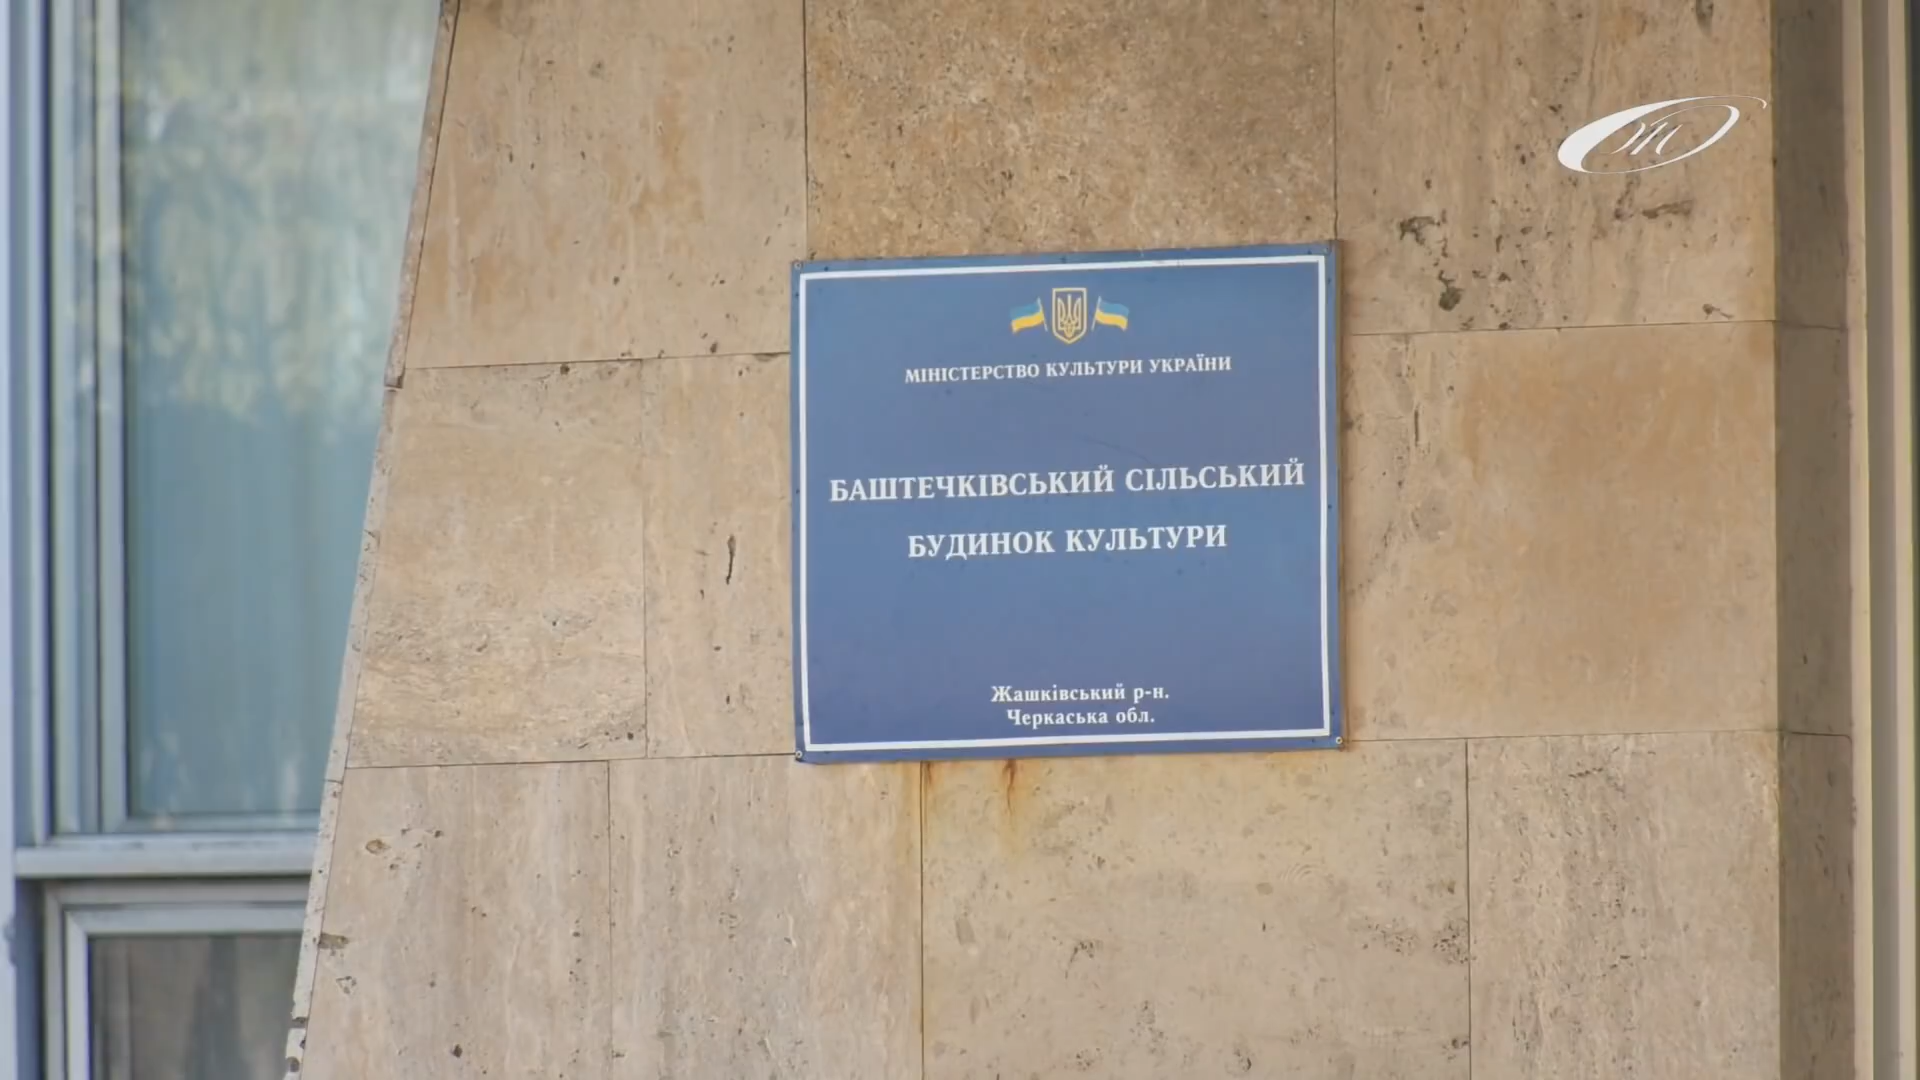 МІНІСТЕРСТВО КУЛЬТУРИ УКРАЇНИ
БАШТЕЧКІВСЬКИЙ СІЛЬСЬКИЙ
БУДИНОК КУЛЬТУРИ
Жашківський р-н.
Черкаська обл.